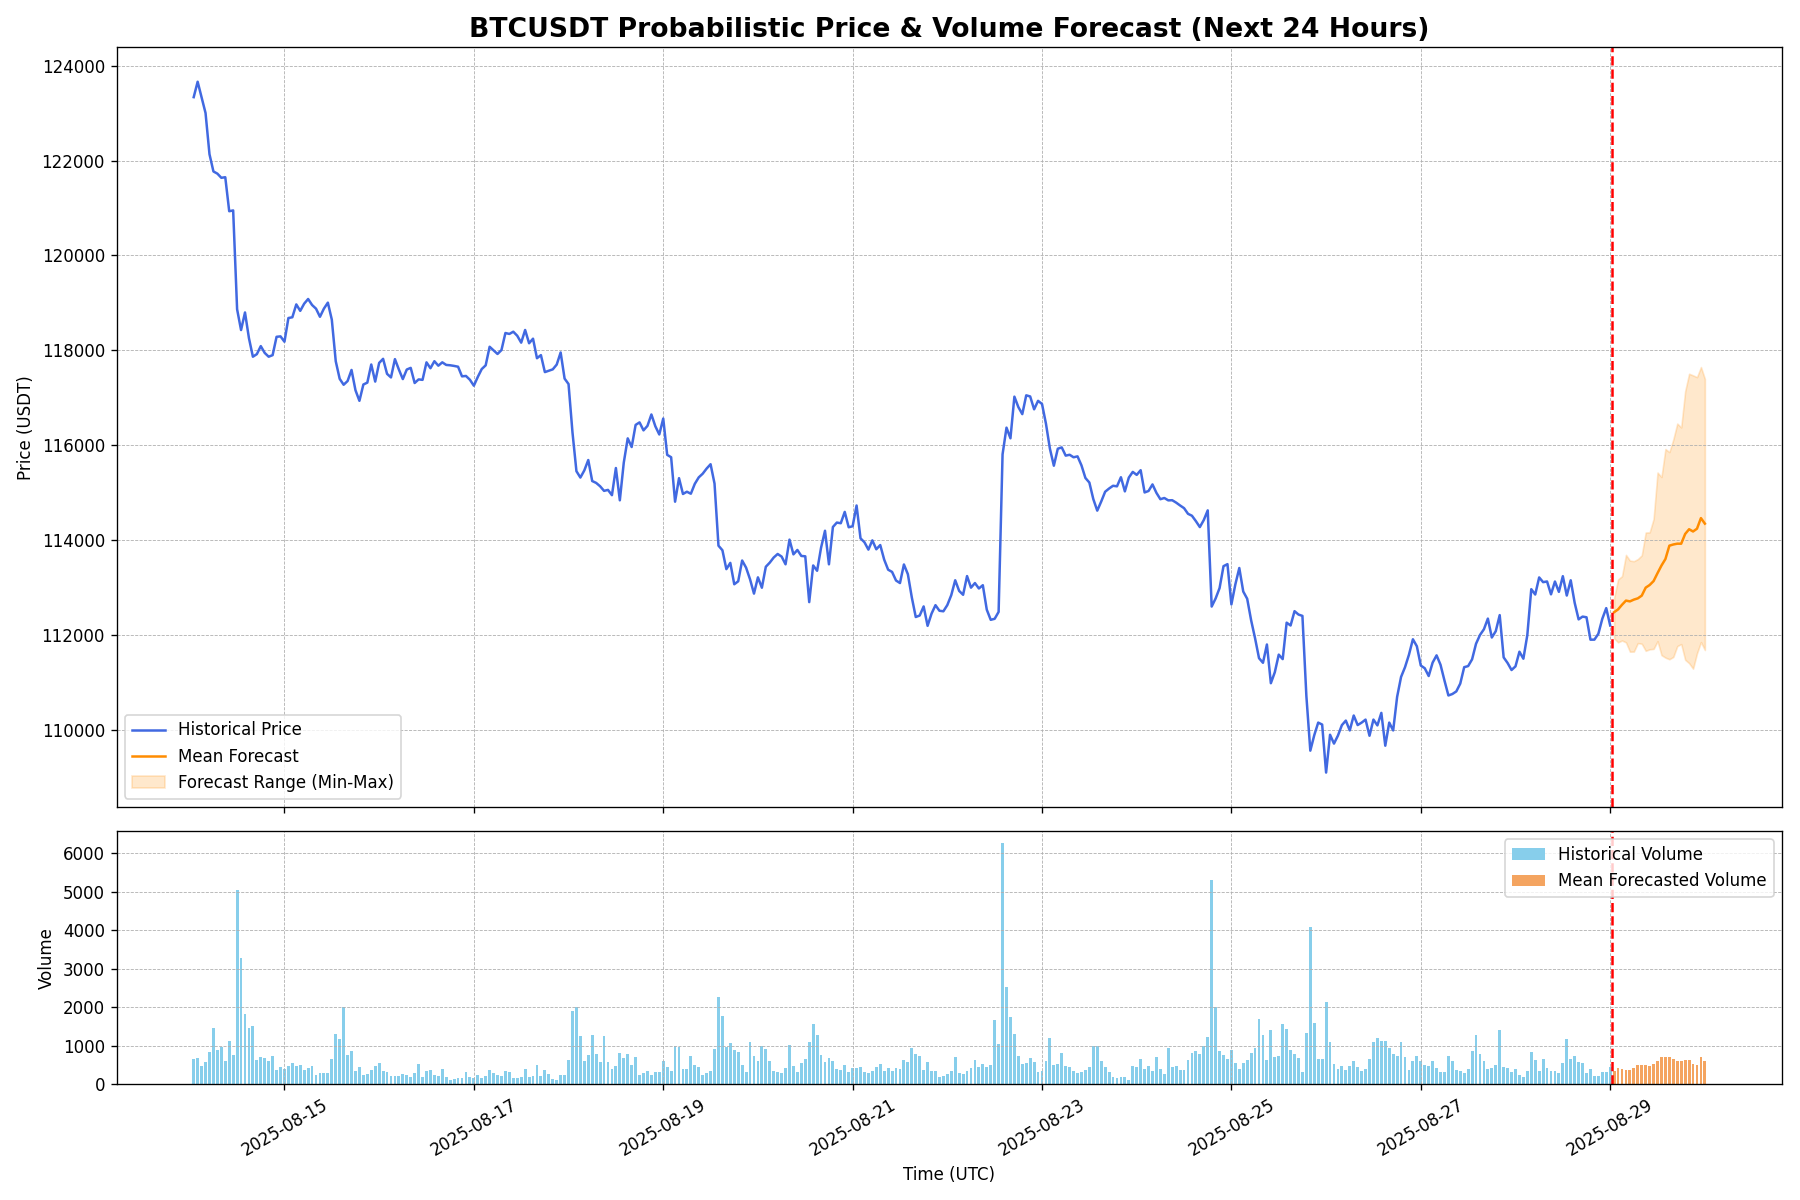 BTCUSDT Probabilistic Price & Volume Forecast (Next 24 Hours)
Price (USDT)
124000
122000
120000
118000
116000
114000
112000
110000
Historical Price
Mean Forecast
Forecast Range (Min-Max)
Volume
6000
5000
4000
3000
2000
1000
0
Historical Volume
Mean Forecasted Volume
2025-08-15
2025-08-17
2025-08-19
2025-08-21
2025-08-23
2025-08-25
2025-08-27
2025-08-29
Time (UTC)